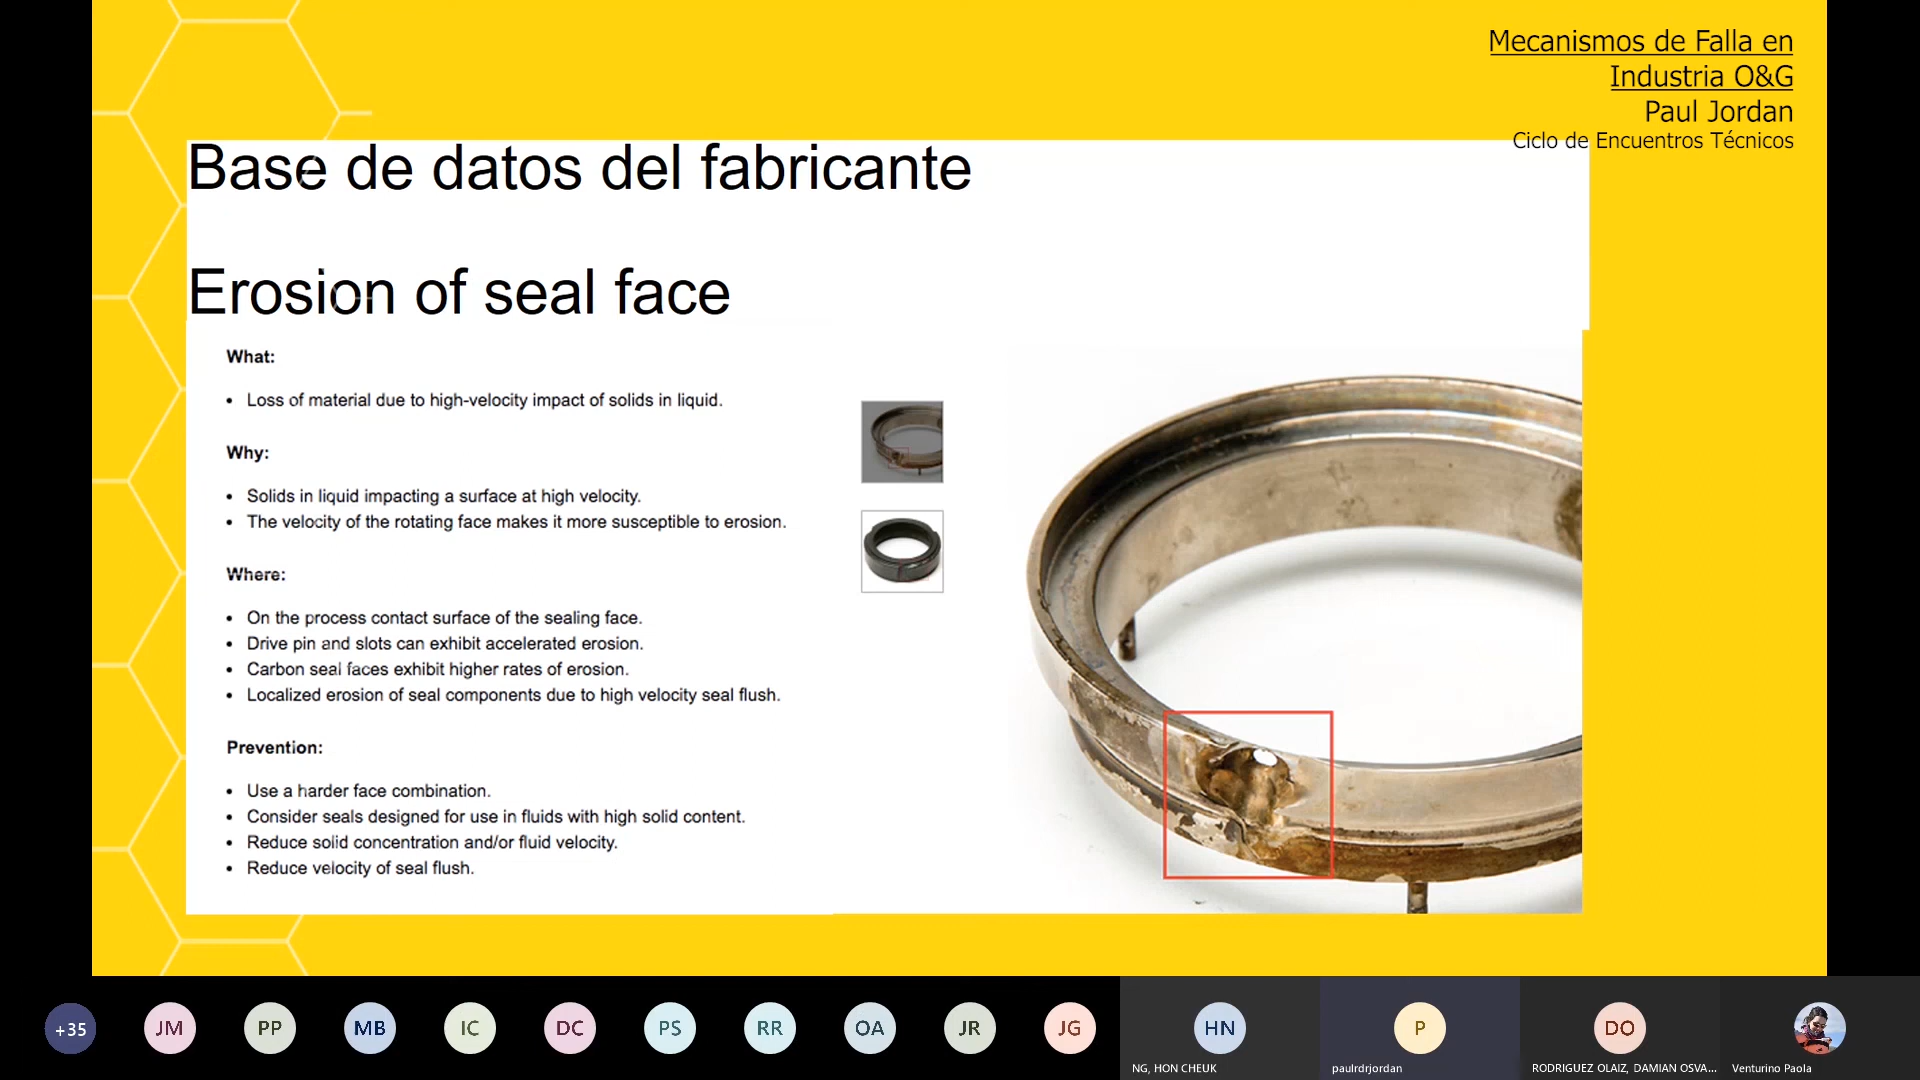 Mecanismos de Falla en
Industria O&G
Paul Jordan
Ciclo de Encuentros Técnicos
Base de datos del fabricante
Erosion of seal face
What:
• Loss of material due to high-velocity impact of solids in liquid.
Why:
• Solids in liquid impacting a surface at high velocity.
• The velocity of the rotating face makes it more susceptible to erosion.
Where:
• On the process contact surface of the sealing face.
• Drive pin and slots can exhibit accelerated erosion.
• Carbon seal faces exhibit higher rates of erosion.
• Localized erosion of seal components due to high velocity seal flush.
Prevention:
• Use a harder face combination.
• Consider seals designed for use in fluids with high solid content.
• Reduce solid concentration and/or fluid velocity.
• Reduce velocity of seal flush.
+35 JM PP MB IC DC PS RR OA JR JG HN P DO
NG, HON CHEUK paulrdrjordan RODRIGUEZ OLAIZ, DAMIAN OSVA... Venturino Paola